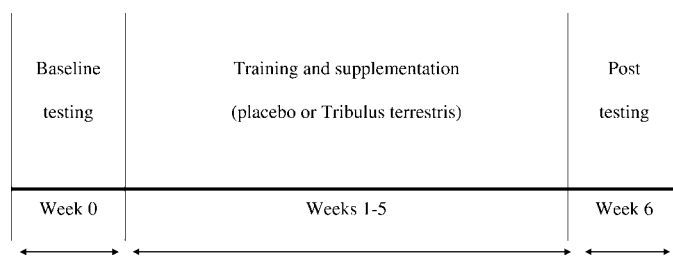 Baseline
testing
Training and supplementation
(placebo or Tribulus terrestris)
Post
testing
Week 0
Weeks 1-5
Week 6